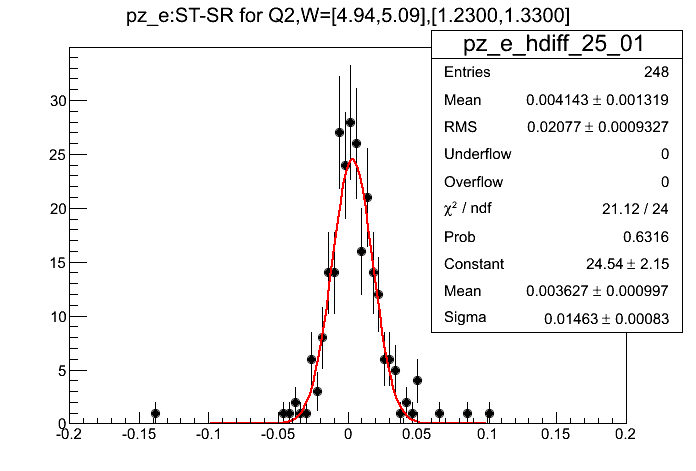 pz_e:ST-SR for Q2,W=[4.94,5.09],[1.2300,1.3300]
pz_e_hdiff_25_01
Entries 248
Mean 0.004143 ± 0.001319
RMS 0.02077 ± 0.0009327
Underflow 0
Overflow 0
χ² / ndf 21.12 / 24
Prob 0.6316
Constant 24.54 ± 2.15
Mean 0.003627 ± 0.000997
Sigma 0.01463 ± 0.00083
30
25
20
15
10
5
0
-0.2 -0.15 -0.1 -0.05 0 0.05 0.1 0.15 0.2